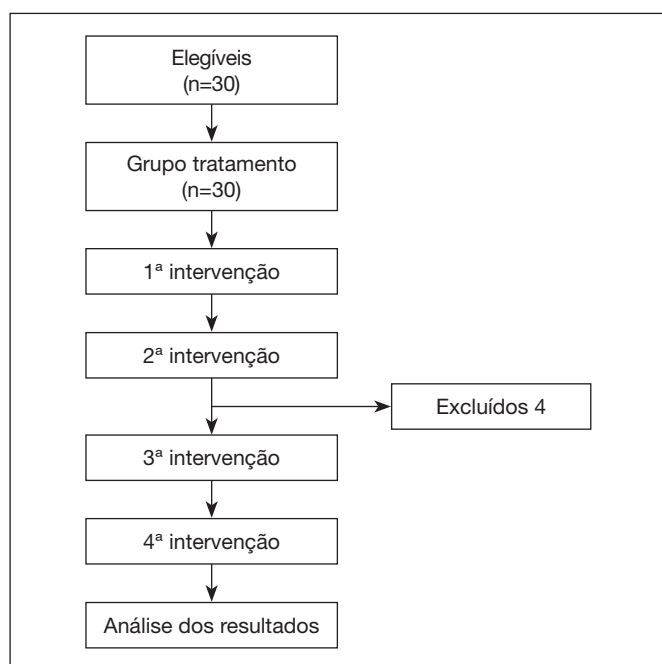 Elegíveis
(n=30)
Grupo tratamento
(n=30)
1ª intervenção
2ª intervenção
Excluídos 4
3ª intervenção
4ª intervenção
Análise dos resultados